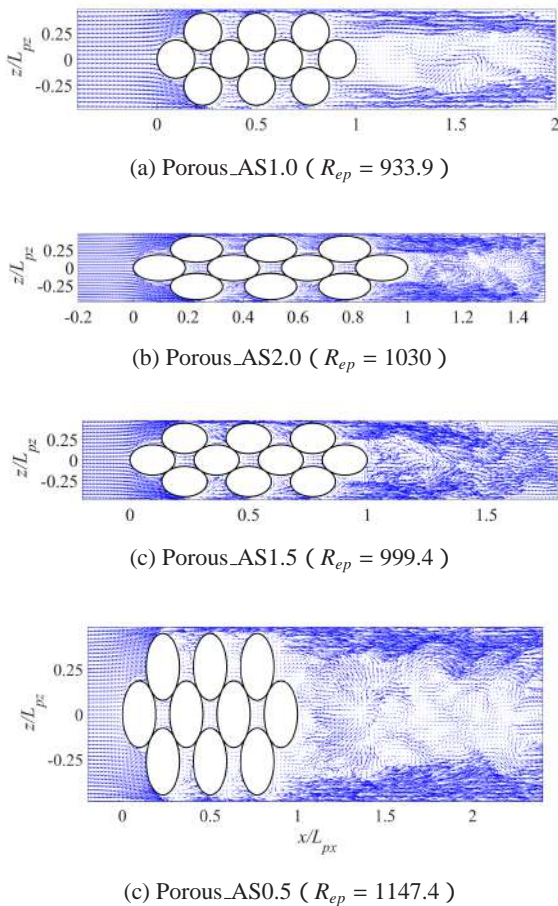 z/L_pz
0.25
0
-0.25
0 0.5 1 1.5 2
(a) Porous_AS1.0 ( R_ep = 933.9)
z/L_pz
0.25
0
-0.25
-0.2 0 0.2 0.4 0.6 0.8 1 1.2 1.4
(b) Porous_AS2.0 ( R_ep = 1030)
z/L_pz
0.25
0
-0.25
0 0.5 1 1.5
(c) Porous_AS1.5 ( R_ep = 999.4)
z/L_pz
0.25
0
-0.25
0 0.5 1 1.5 2
x/L_px
(c) Porous_AS0.5 ( R_ep = 1147.4)